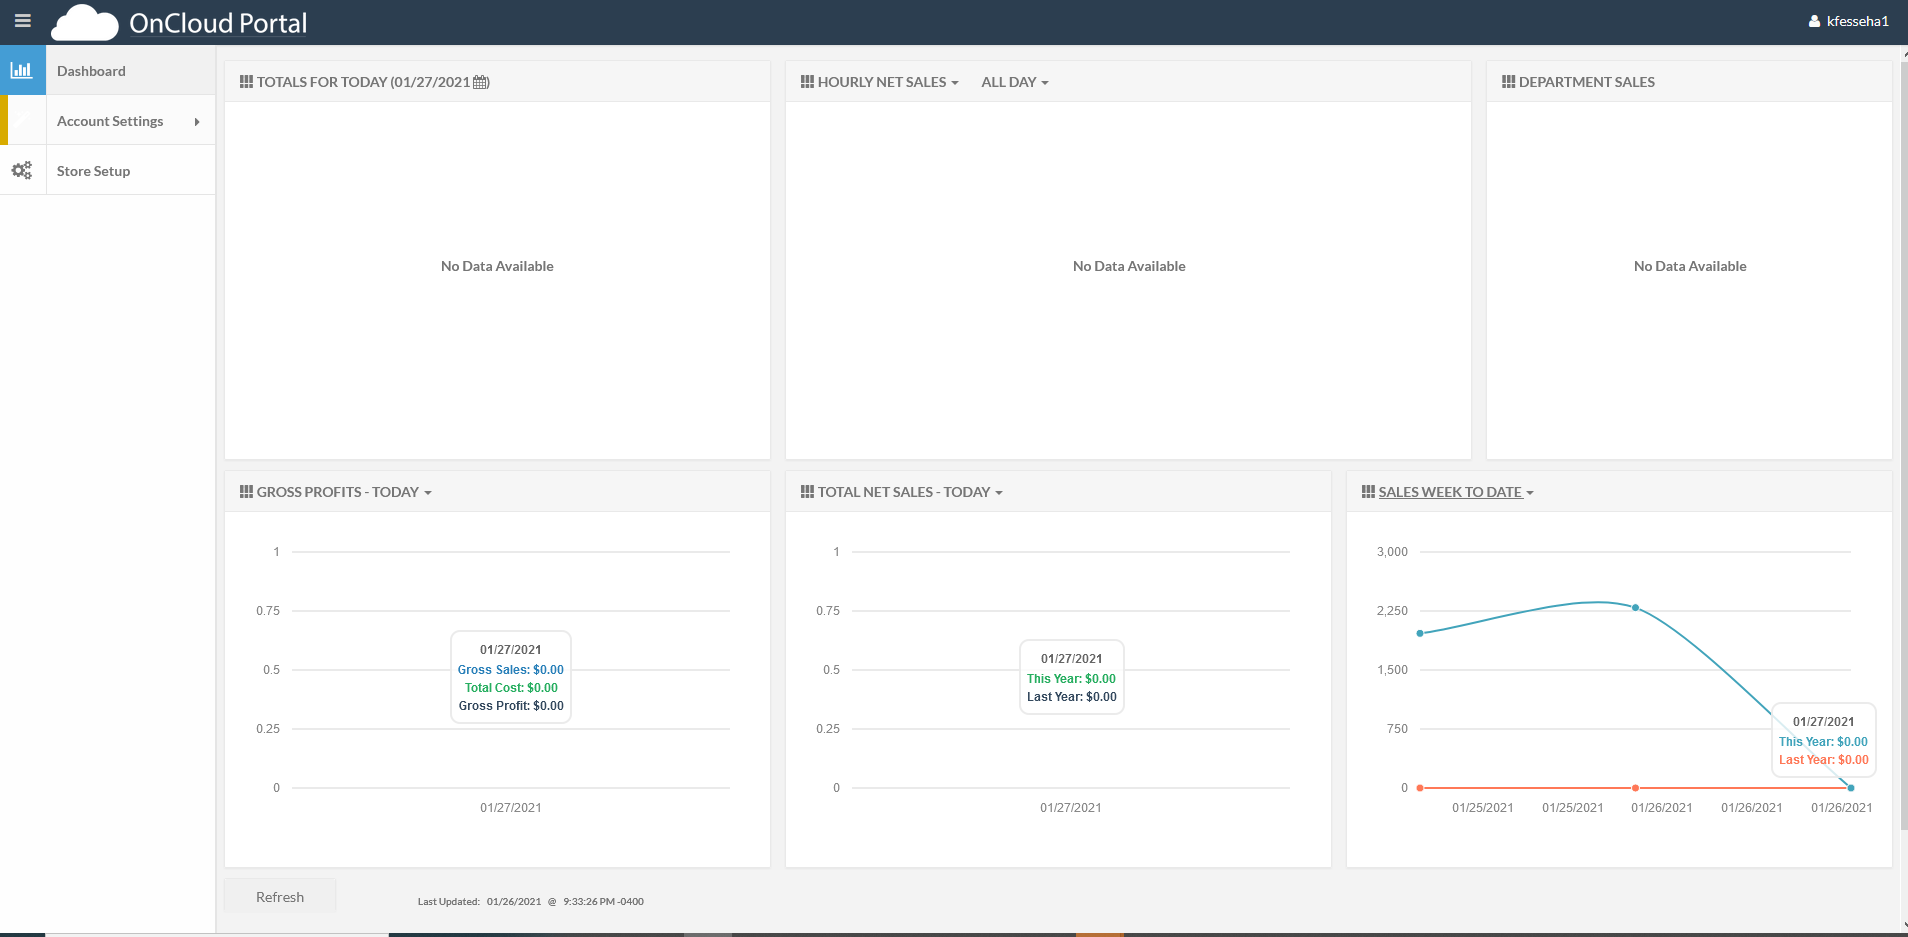 OnCloud Portal
kfesseha1
Dashboard
Account Settings
Store Setup
TOTALS FOR TODAY (01/27/2021)
No Data Available
HOURLY NET SALES ALL DAY
No Data Available
DEPARTMENT SALES
No Data Available
GROSS PROFITS - TODAY
1
0.75
0.5
0.25
0
01/27/2021
Gross Sales: $0.00
Total Cost: $0.00
Gross Profit: $0.00
01/27/2021
TOTAL NET SALES - TODAY
1
0.75
0.5
0.25
0
01/27/2021
This Year: $0.00
Last Year: $0.00
01/27/2021
SALES WEEK TO DATE
3,000
2,250
1,500
750
0
01/27/2021
This Year: $0.00
Last Year: $0.00
01/25/2021 01/25/2021 01/26/2021 01/26/2021 01/26/2021
Refresh
Last Updated: 01/26/2021 @ 9:33:26 PM -0400